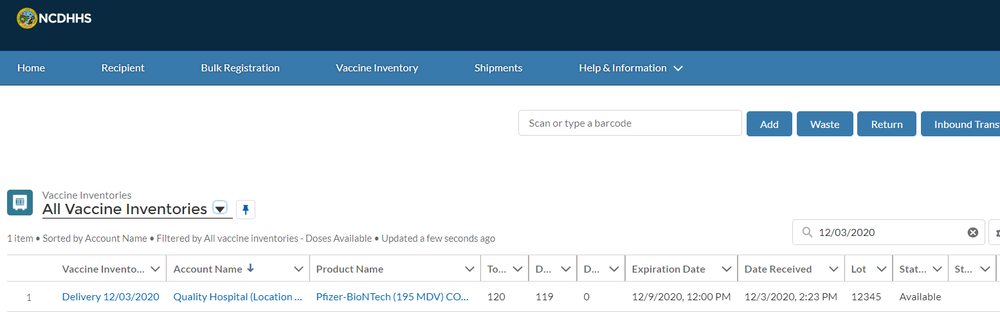 NCDHHS
Home Recipient Bulk Registration Vaccine Inventory Shipments Help & Information
Scan or type a barcode Add Waste Return Inbound Transf
Vaccine Inventories
All Vaccine Inventories
1 item • Sorted by Account Name • Filtered by All vaccine inventories - Doses Available • Updated a few seconds ago
12/03/2020
Vaccine Invento... Account Name Product Name To... D... D... Expiration Date Date Received Lot Stat... St...
1 Delivery 12/03/2020 Quality Hospital (Location ... Pfizer-BioNTech (195 MDV) CO... 120 119 0 12/9/2020, 12:00 PM 12/3/2020, 2:23 PM 12345 Available